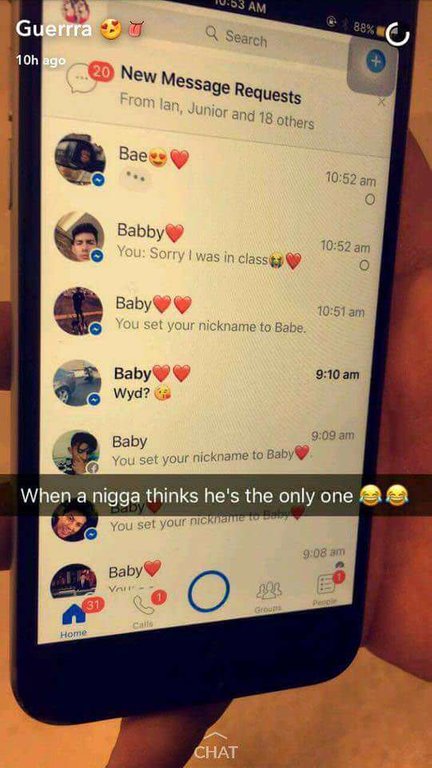 10:53 AM
88%
Guerrra 😍👅
10h ago
Search
20
New Message Requests
From Ian, Junior and 18 others
Bae😍❤️
10:52 am
Babby❤️
You: Sorry I was in class😭❤️
10:52 am
Baby❤️❤️
You set your nickname to Babe.
10:51 am
Baby❤️❤️
Wyd? 😘
9:10 am
Baby
You set your nickname to Baby❤️.
9:09 am
When a nigga thinks he's the only one 😂😂
Baby❤️
You set your nickname to Baby❤️
Baby❤️
You:
9:08 am
31
Home
1
Calls
Groups
1
People
CHAT